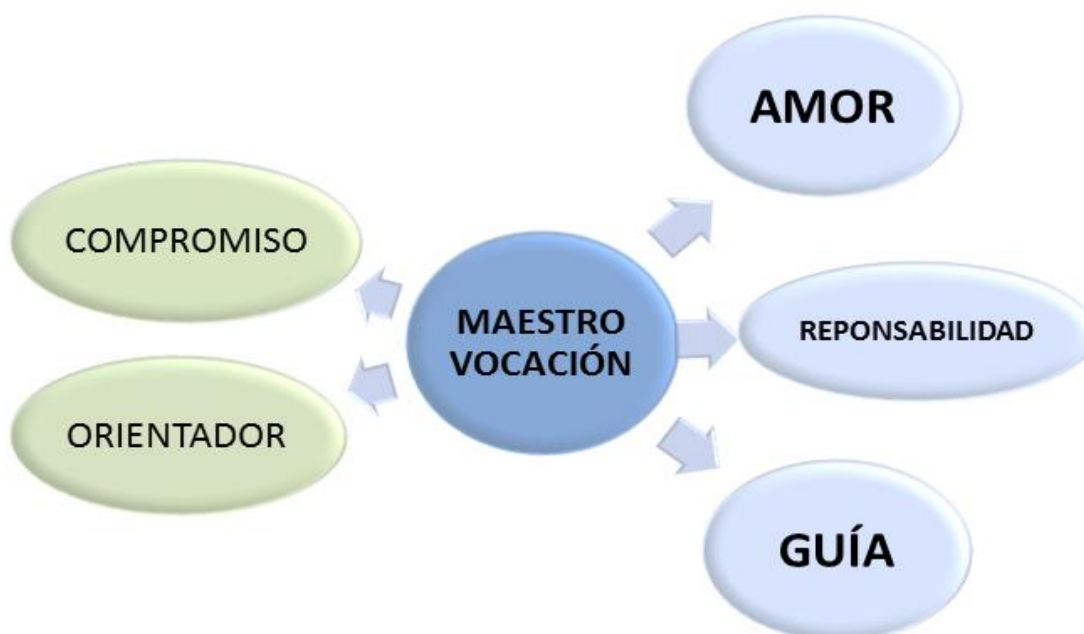 AMOR
COMPROMISO
MAESTRO
VOCACIÓN
REPONSABILIDAD
ORIENTADOR
GUÍA